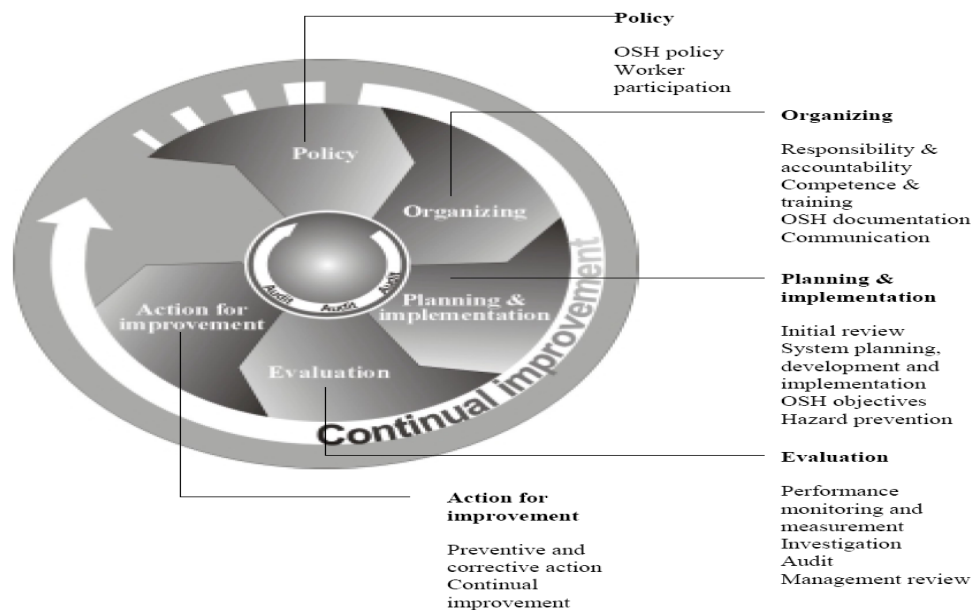 Policy
OSH policy
Worker
participation
Organizing
Responsibility &
accountability
Competence &
training
OSH documentation
Communication
Planning &
implementation
Initial review
System planning,
development and
implementation
OSH objectives
Hazard prevention
Evaluation
Performance
monitoring and
measurement
Investigation
Audit
Management review
Action for
improvement
Preventive and
corrective action
Continual
improvement
Policy
Organizing
Planning &
implementation
Evaluation
Action for
improvement
Audit
Audit
Audit
Continual improvement